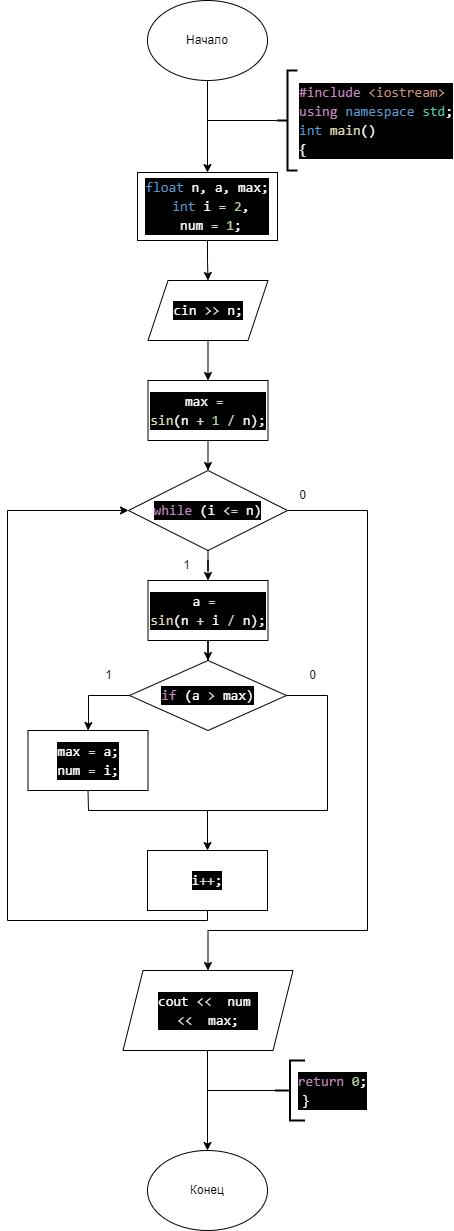 Начало
#include <iostream>
using namespace std;
int main()
{
float n, a, max;
int i = 2,
num = 1;
cin >> n;
max =
sin(n + 1 / n);
0
while (i <= n)
1
a =
sin(n + i / n);
1
0
if (a > max)
max = a;
num = i;
i++;
cout << num
<< max;
return 0;
}
Конец